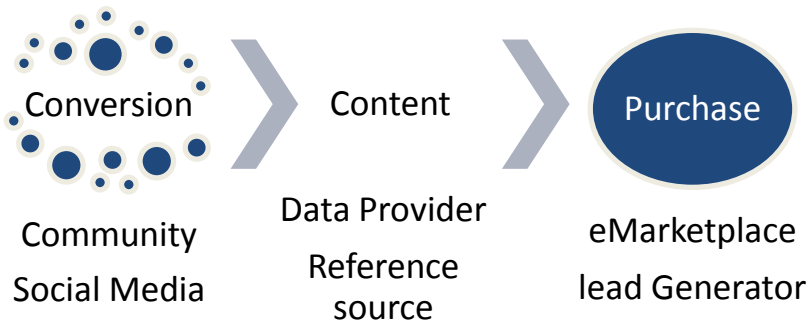 Conversion
Content
Purchase
Community
Social Media
Data Provider
Reference
source
eMarketplace
lead Generator